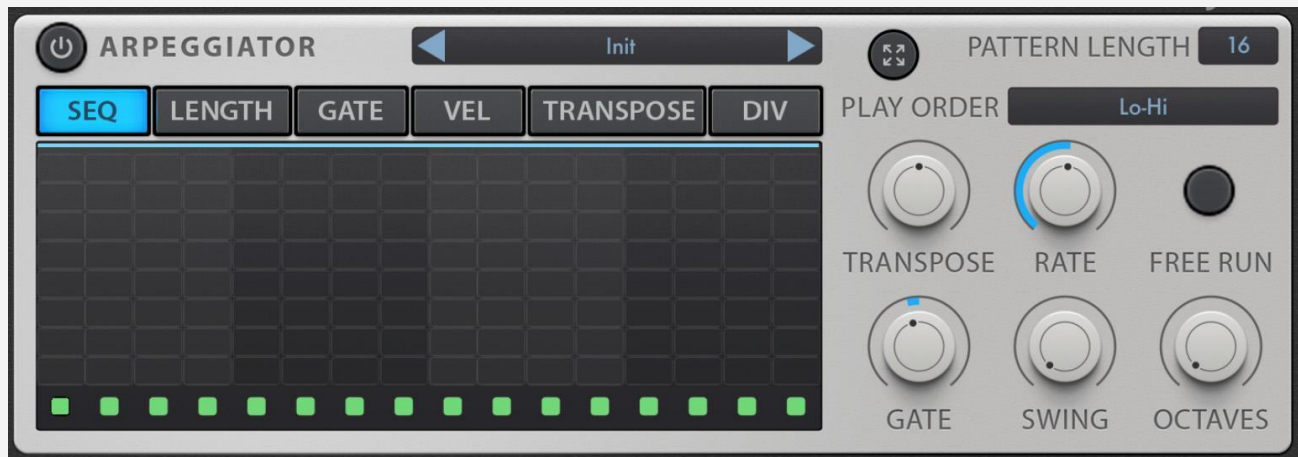 ARPEGGIATOR
Init
PATTERN LENGTH 16
SEQ LENGTH GATE VEL TRANSPOSE DIV
PLAY ORDER Lo-Hi
TRANSPOSE RATE FREE RUN
GATE SWING OCTAVES